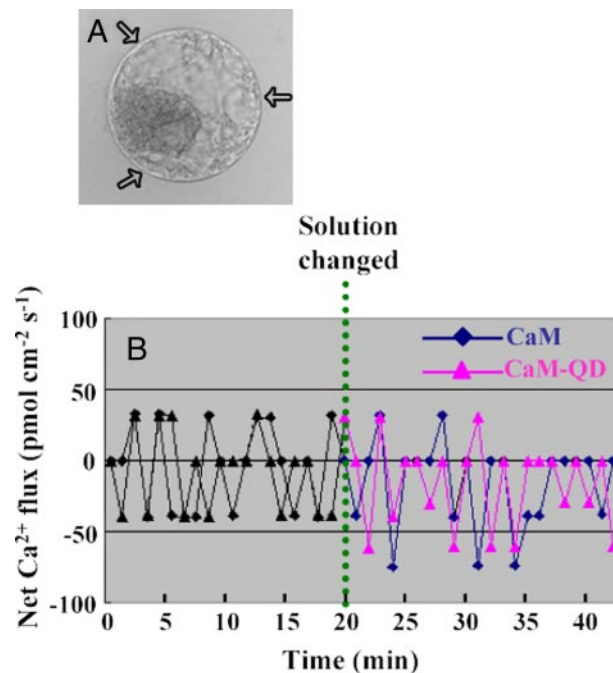 A
Solution
changed
B
CaM
CaM-QD
Net Ca²⁺ flux (pmol cm⁻² s⁻¹)
100
50
0
-50
-100
0 5 10 15 20 25 30 35 40
Time (min)